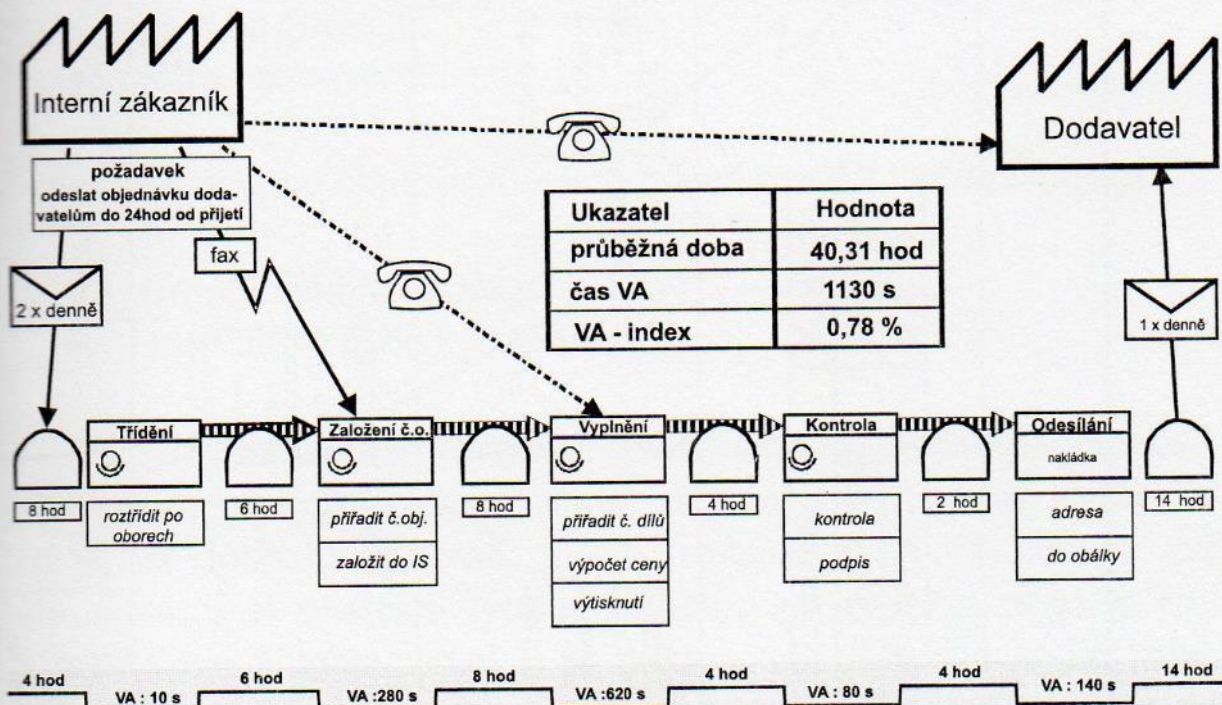 Interní zákazník
Dodavatel
požadavek
odeslat objednávku doda-
vatelům do 24hod od přijetí
fax
2 x denně
Ukazatel Hodnota
průběžná doba 40,31 hod
čas VA 1130 s
VA - index 0,78 %
1 x denně
Třídění
Založení č.o.
Vyplnění
Kontrola
Odesílání
nakládka
8 hod
6 hod
8 hod
4 hod
2 hod
14 hod
roztřídit po
oborech
přiřadit č.obj.
založit do IS
přiřadit č. dílů
výpočet ceny
výtisknutí
kontrola
podpis
adresa
do obálky
4 hod
VA : 10 s
6 hod
VA :280 s
8 hod
VA :620 s
4 hod
VA : 80 s
4 hod
VA : 140 s
14 hod